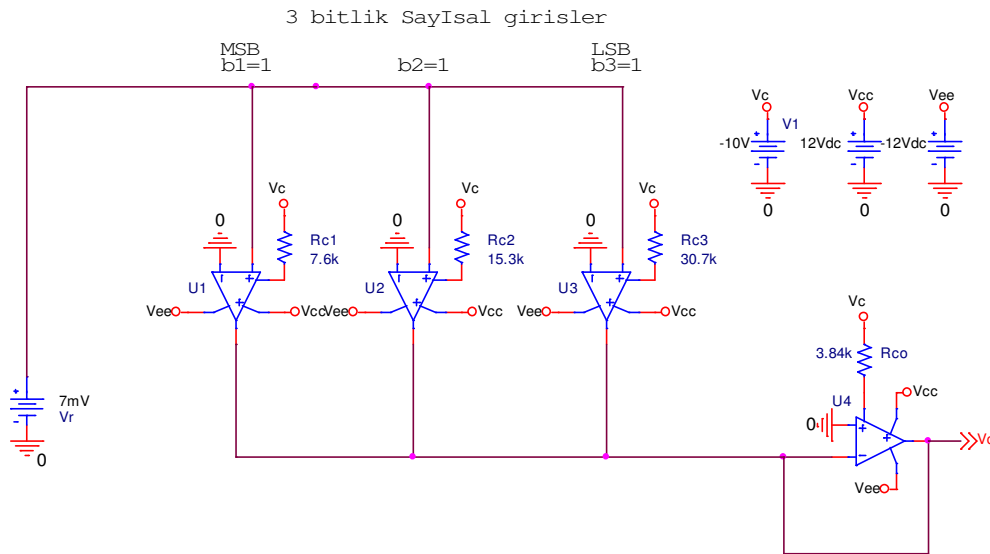 3 bitlik SayIsal girisler
MSB
b1=1
b2=1
LSB
b3=1
Vc
V1
-10V
0
Vcc
12Vdc
0
Vee
-12Vdc
0
0
Vc
Rc1
7.6k
U1
Vee
Vcc
0
Vc
Rc2
15.3k
U2
Vee
Vcc
0
Vc
Rc3
30.7k
U3
Vee
Vcc
7mV
Vr
0
Vc
3.84k
Rco
U4
Vcc
0
Vee